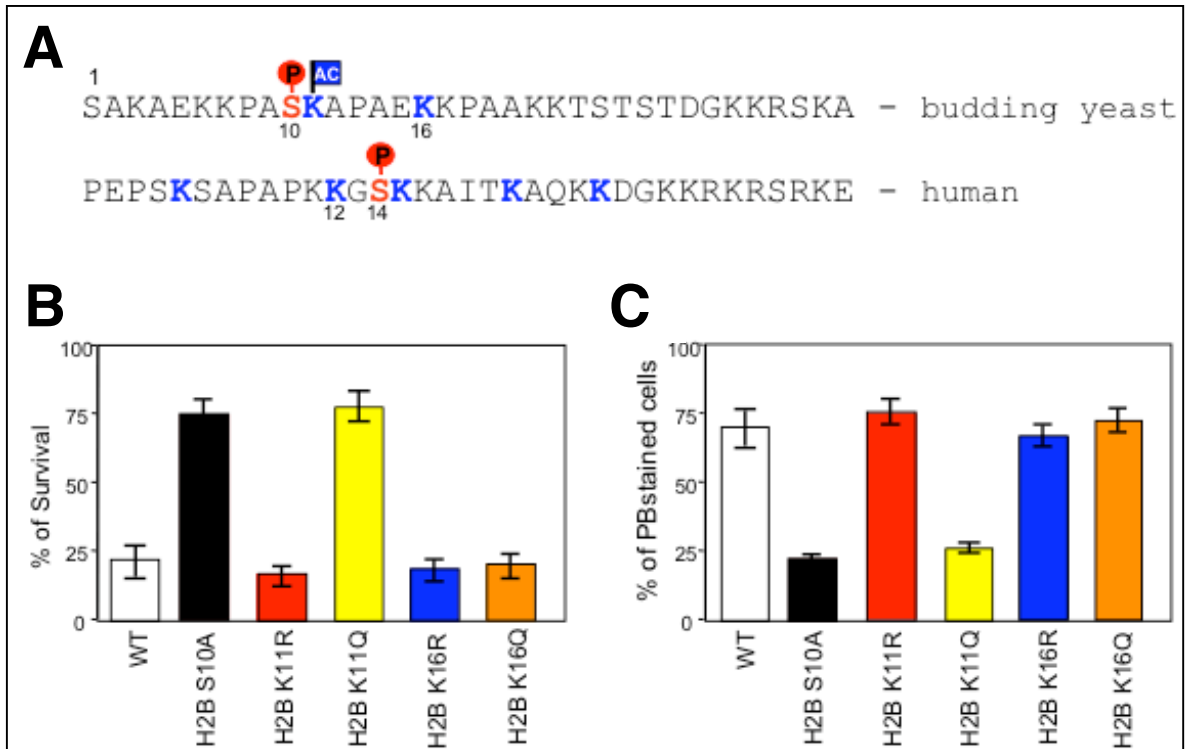 A
1
P AC
SAKAEKKPASKAPAEKKPAAKKTSTSTDGKKRSKA - budding yeast
10 16
P
PEPSKSAPAPKKGSKKAITKAQKKDGKKRKRSRKE - human
12 14
B
% of Survival
100
75
50
25
0
WT
H2B S10A
H2B K11R
H2B K11Q
H2B K16R
H2B K16Q
C
% of PBstained cells
100
75
50
25
0
WT
H2B S10A
H2B K11R
H2B K11Q
H2B K16R
H2B K16Q